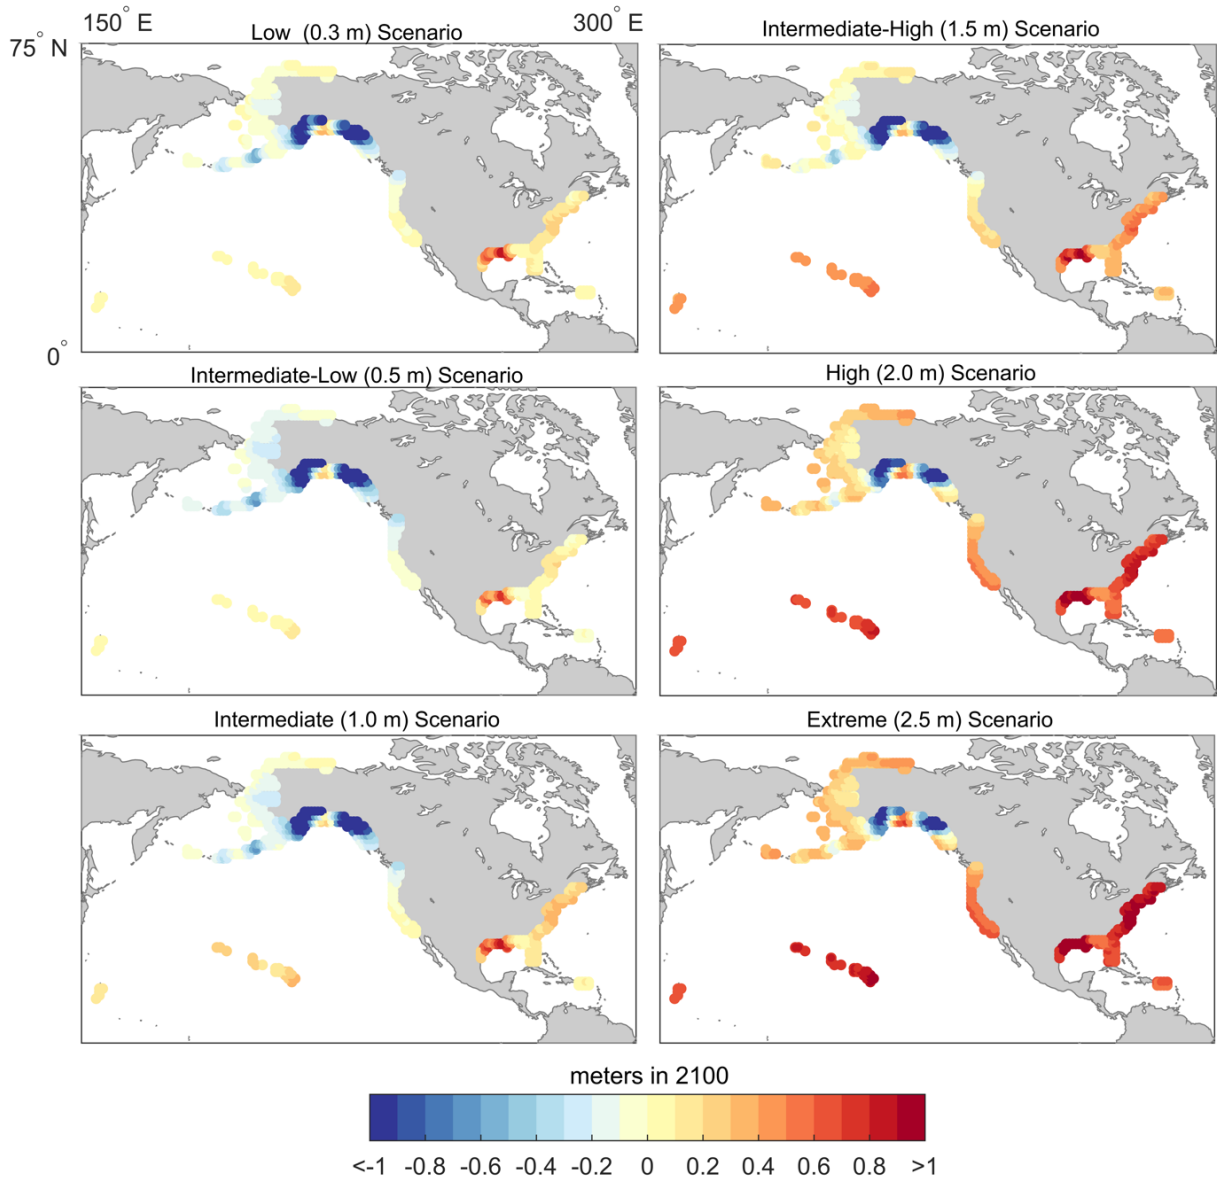 150° E 300° E
Low (0.3 m) Scenario
Intermediate-High (1.5 m) Scenario
75° N
0°
Intermediate-Low (0.5 m) Scenario
High (2.0 m) Scenario
Intermediate (1.0 m) Scenario
Extreme (2.5 m) Scenario
meters in 2100
<-1 -0.8 -0.6 -0.4 -0.2 0 0.2 0.4 0.6 0.8 >1